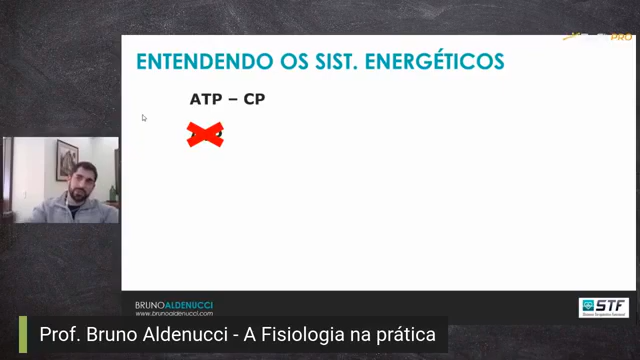 ENTENDENDO OS SIST. ENERGÉTICOS
ATP – CP
BRUNOALDENUCCI
www.brunoaldenucci.com
STF
Prof. Bruno Aldenucci - A Fisiologia na prática